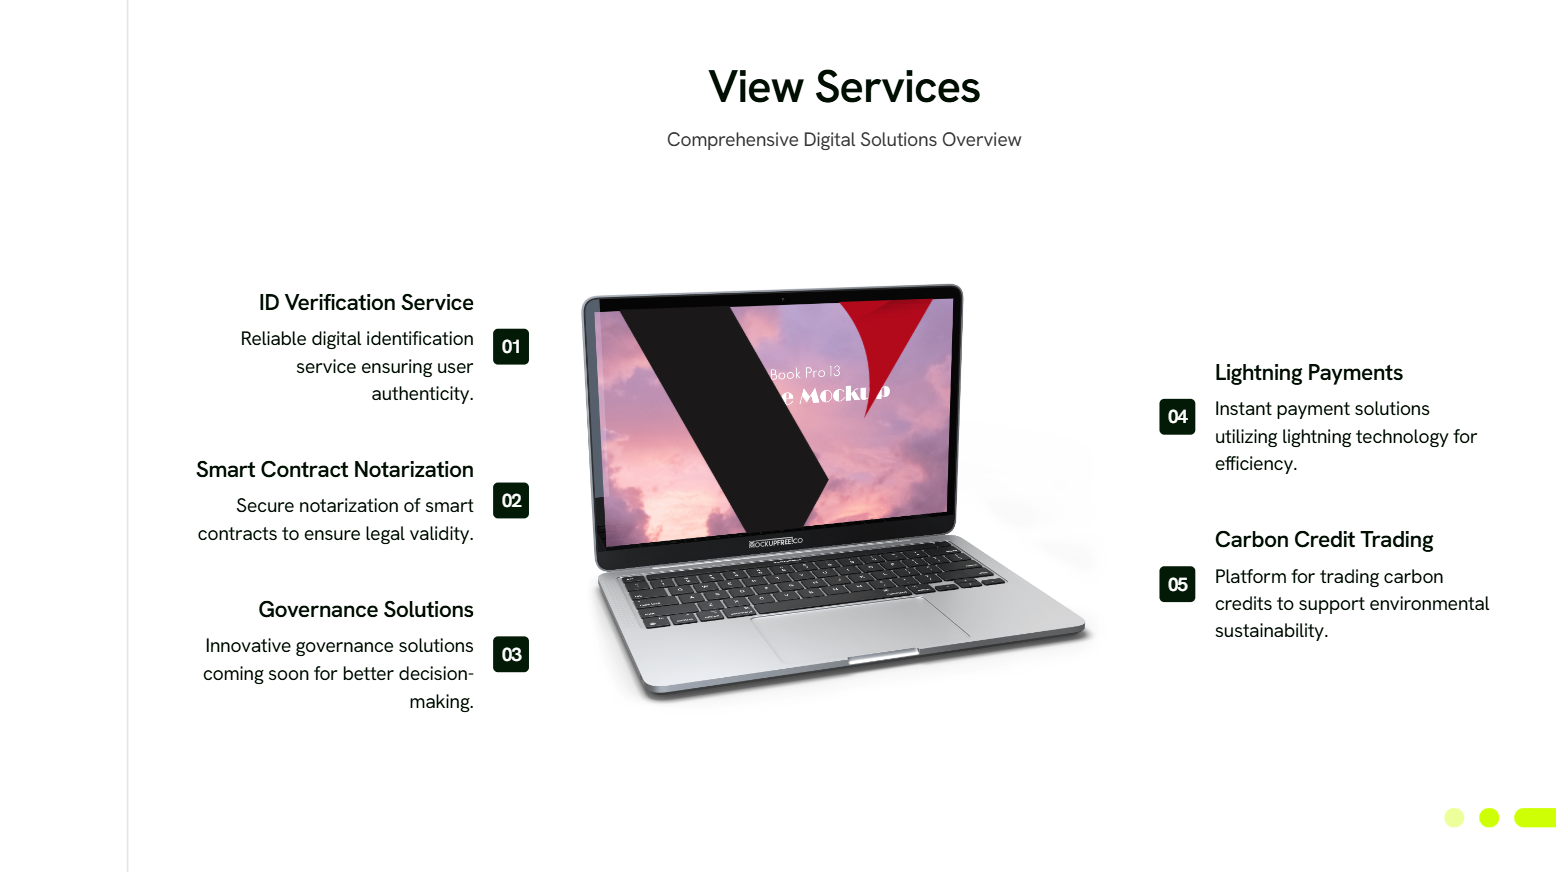 View Services
Comprehensive Digital Solutions Overview
ID Verification Service
Reliable digital identification
service ensuring user
authenticity.
01
Smart Contract Notarization
Secure notarization of smart
contracts to ensure legal validity.
02
Governance Solutions
Innovative governance solutions
coming soon for better decision-
making.
03
Book Pro 13
e Mockup
MOCKUPFREE.CO
Lightning Payments
04
Instant payment solutions
utilizing lightning technology for
efficiency.
Carbon Credit Trading
05
Platform for trading carbon
credits to support environmental
sustainability.